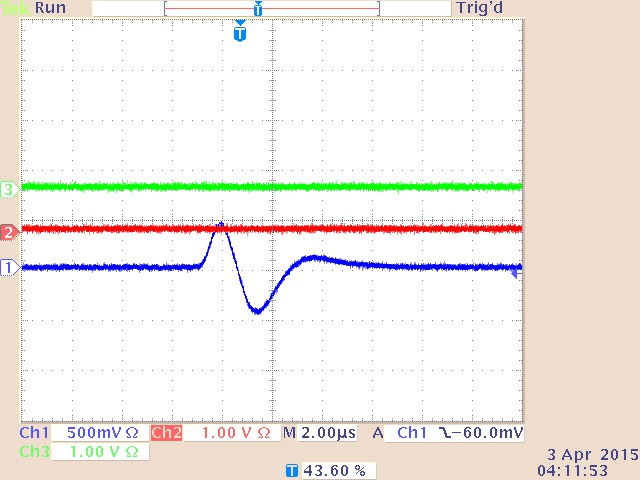 Tek Run Trig'd
T
T
3
2
1
Ch1 500mV Ω Ch2 1.00 V Ω M 2.00µs A Ch1 -60.0mV
Ch3 1.00 V Ω
3 Apr 2015
T 43.60 % 04:11:53